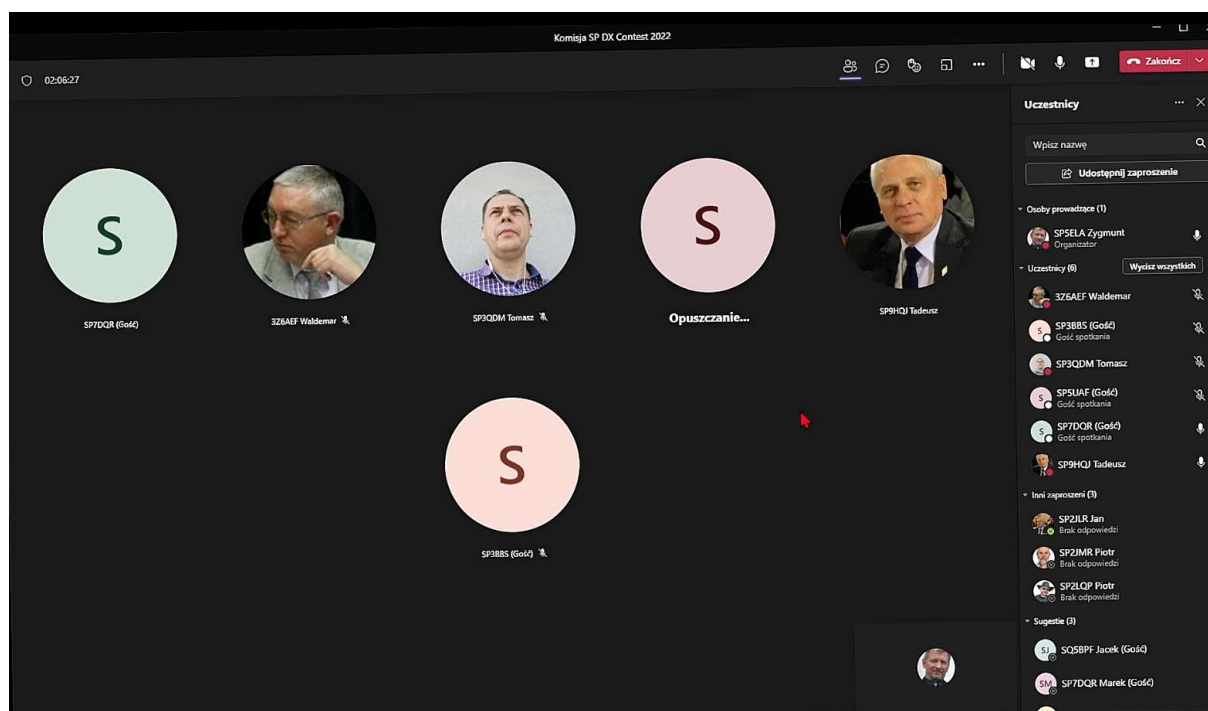 Komisja SP DX Contest 2022
02:06:27
Zakończ
S
SP7DQR (Gość)
3Z6AEF Waldemar
SP3QDM Tomasz
S
Opuszczanie...
SP9HQJ Tadeusz
S
SP3BBS (Gość)
Uczestnicy
Wpisz nazwę
Udostępnij zaproszenie
Osoby prowadzące (1)
SP5ELA Zygmunt
Organizator
Uczestnicy (6)
Wycisz wszystkich
3Z6AEF Waldemar
S
SP3BBS (Gość)
Gość spotkania
SP3QDM Tomasz
S
SP5UAF (Gość)
Gość spotkania
S
SP7DQR (Gość)
Gość spotkania
SP9HQJ Tadeusz
Inni zaproszeni (3)
SP2JLR Jan
Brak odpowiedzi
SP2JMR Piotr
Brak odpowiedzi
SP2LQP Piotr
Brak odpowiedzi
Sugestie (3)
SJ
SQ5BPF Jacek (Gość)
SM
SP7DQR Marek (Gość)